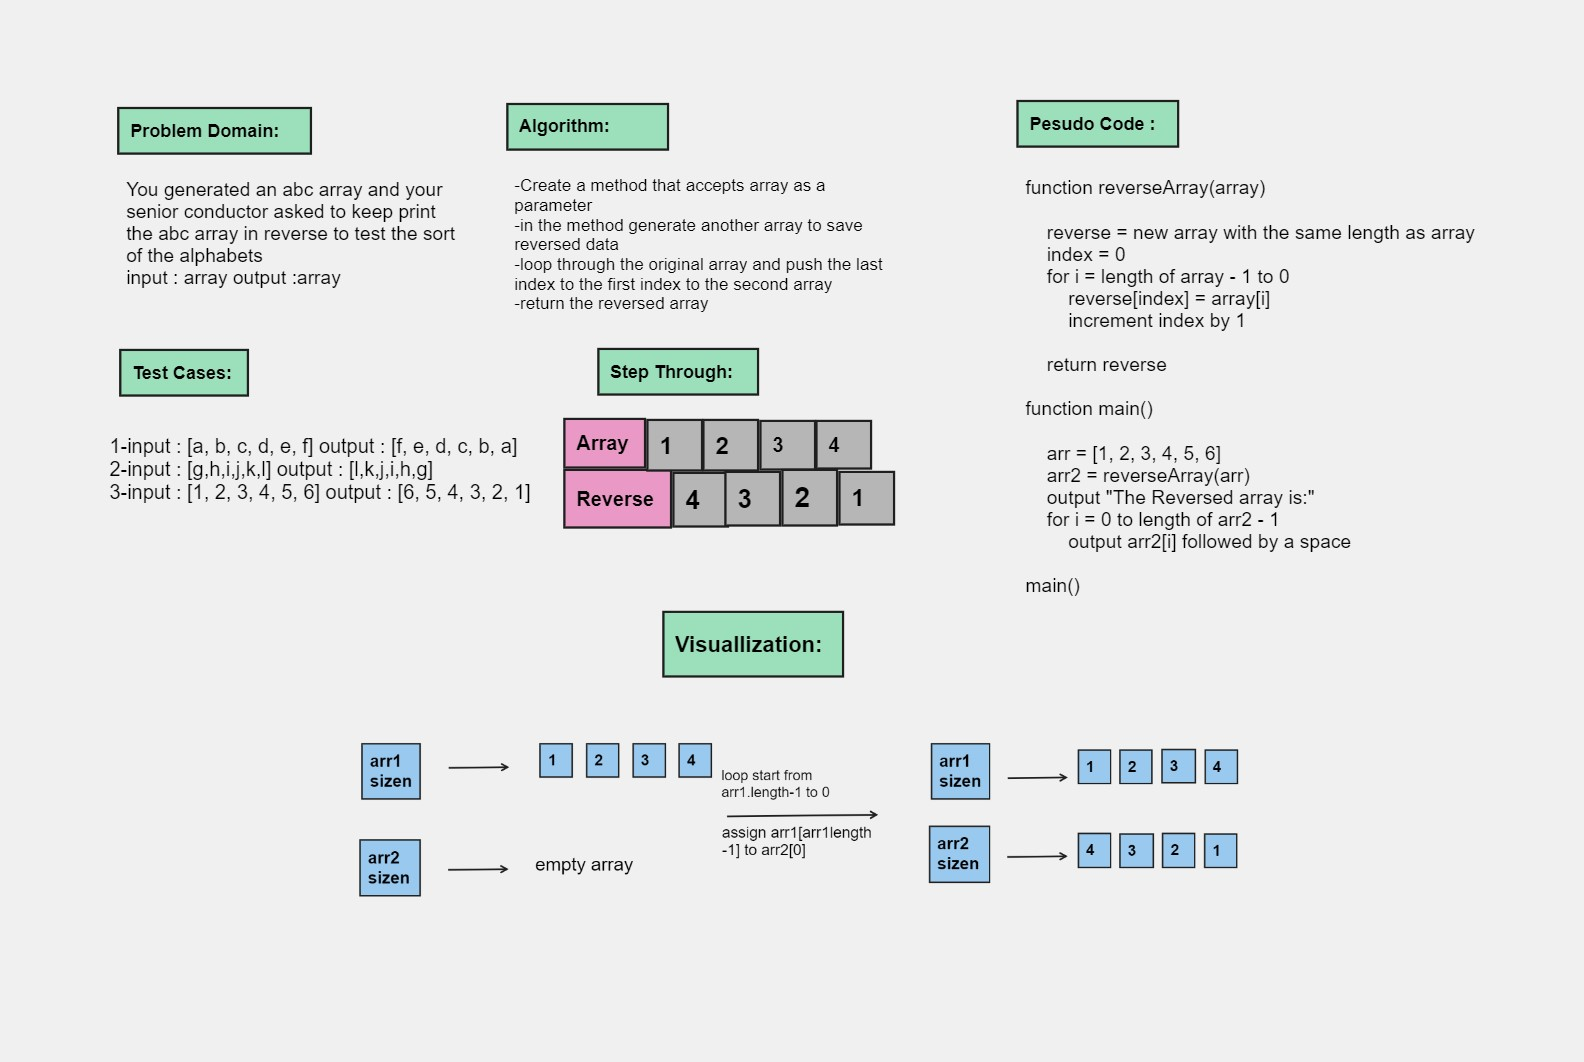 Problem Domain:
You generated an abc array and your
senior conductor asked to keep print
the abc array in reverse to test the sort
of the alphabets
input : array output :array
Algorithm:
-Create a method that accepts array as a
parameter
-in the method generate another array to save
reversed data
-loop through the original array and push the last
index to the first index to the second array
-return the reversed array
Pesudo Code :
function reverseArray(array)
reverse = new array with the same length as array
index = 0
for i = length of array - 1 to 0
reverse[index] = array[i]
increment index by 1
return reverse
function main()
arr = [1, 2, 3, 4, 5, 6]
arr2 = reverseArray(arr)
output "The Reversed array is:"
for i = 0 to length of arr2 - 1
output arr2[i] followed by a space
main()
Test Cases:
1-input : [a, b, c, d, e, f] output : [f, e, d, c, b, a]
2-input : [g,h,i,j,k,l] output : [l,k,j,i,h,g]
3-input : [1, 2, 3, 4, 5, 6] output : [6, 5, 4, 3, 2, 1]
Step Through:
Array 1 2 3 4
Reverse 4 3 2 1
Visuallization:
arr1
sizen
1 2 3 4
arr2
sizen
empty array
loop start from
arr1.length-1 to 0
assign arr1[arr1length
-1] to arr2[0]
arr1
sizen
1 2 3 4
arr2
sizen
4 3 2 1